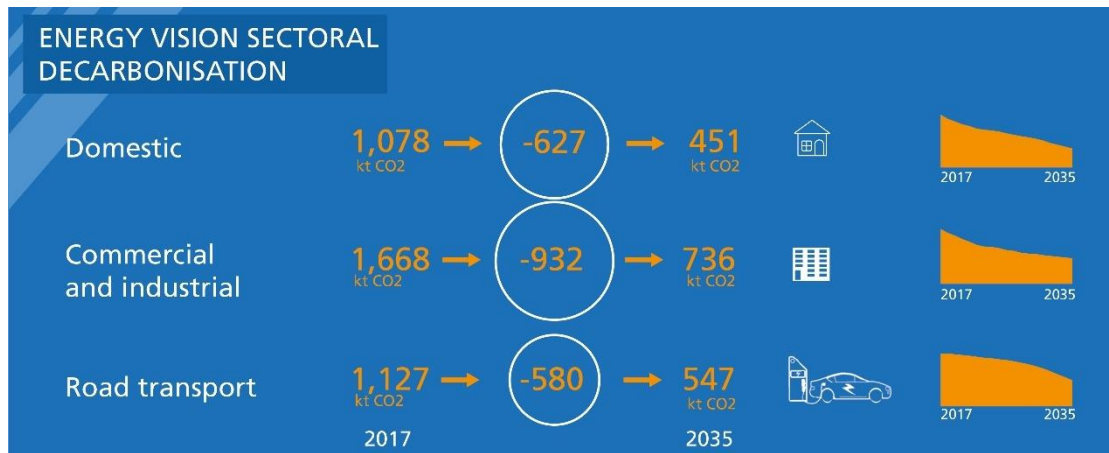 ENERGY VISION SECTORAL
DECARBONISATION
Domestic
1,078
kt CO2
-627
451
kt CO2
2017 2035
Commercial
and industrial
1,668
kt CO2
-932
736
kt CO2
2017 2035
Road transport
1,127
kt CO2
-580
547
kt CO2
2017 2035
2017 2035